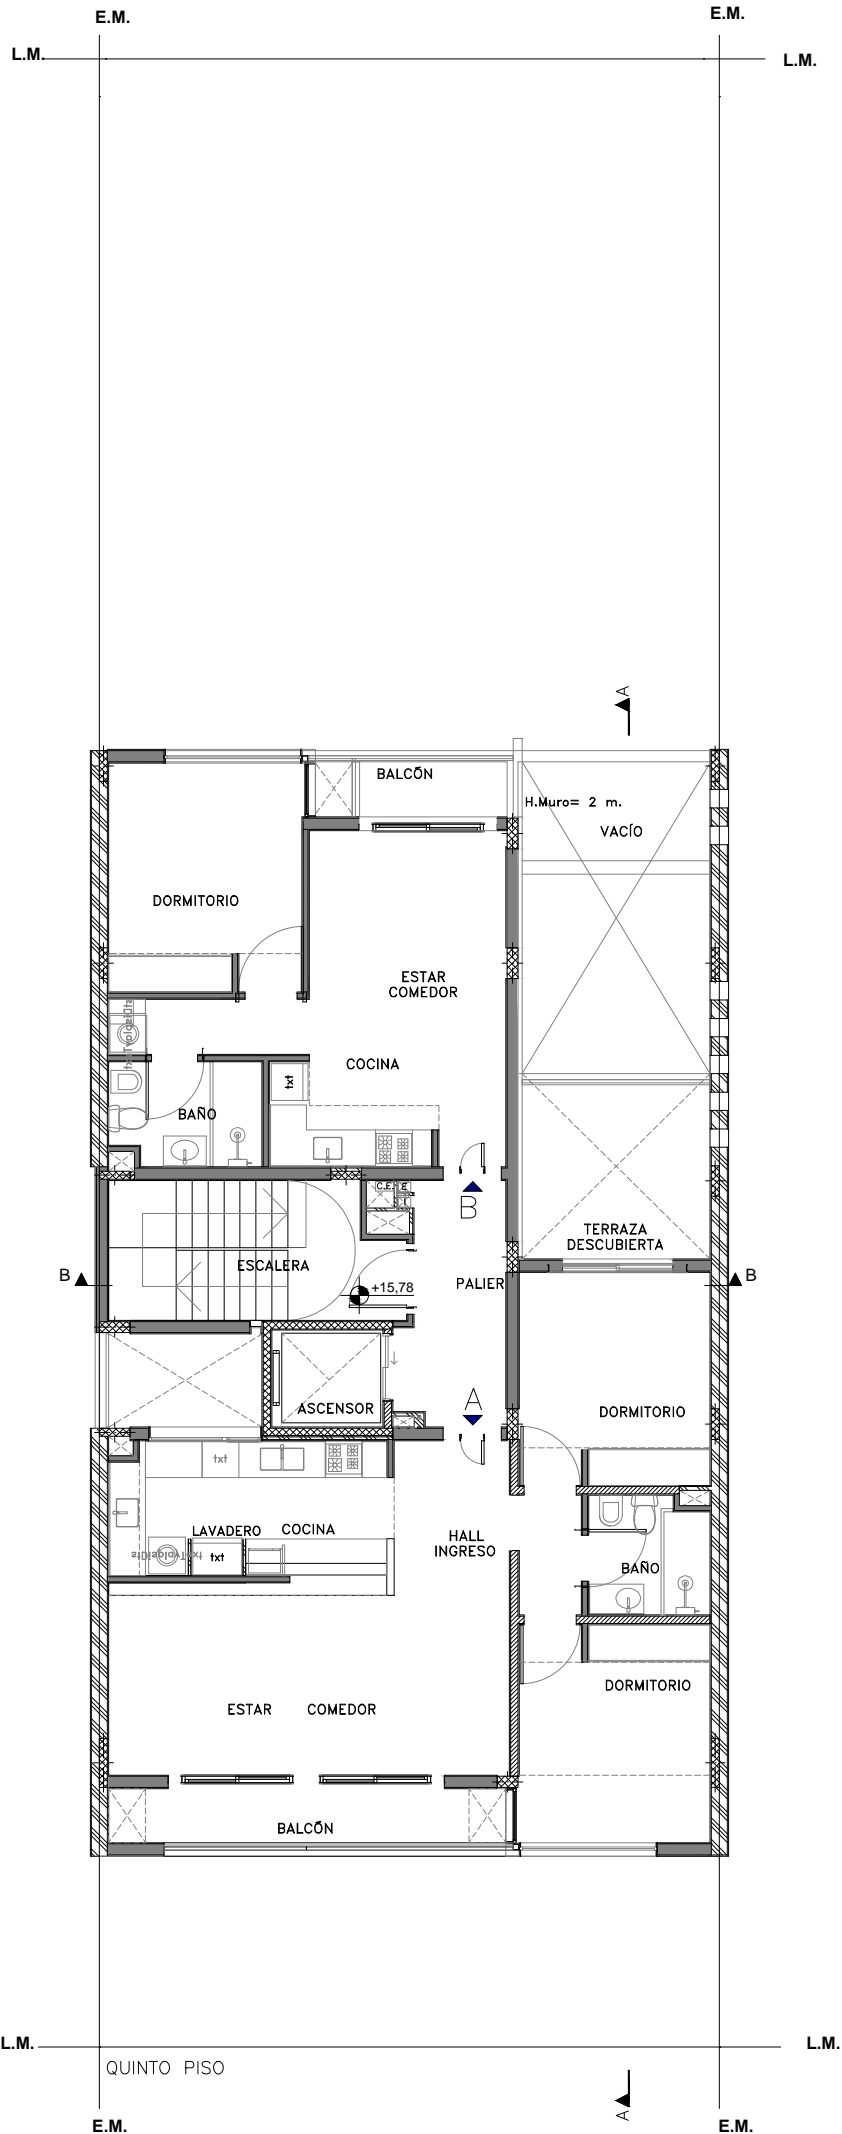 E.M.
E.M.
L.M.
L.M.
A
BALCÓN
H.Muro= 2 m.
VACÍO
DORMITORIO
ESTAR
COMEDOR
COCINA
txt
BAÑO
C.E.
B
TERRAZA
DESCUBIERTA
ESCALERA
B
B
PALIER
+15,78
A
ASCENSOR
DORMITORIO
txt
LAVADERO
COCINA
HALL
INGRESO
stDisplayText
txt
BAÑO
DORMITORIO
ESTAR COMEDOR
BALCÓN
L.M.
L.M.
QUINTO PISO
A
E.M.
E.M.